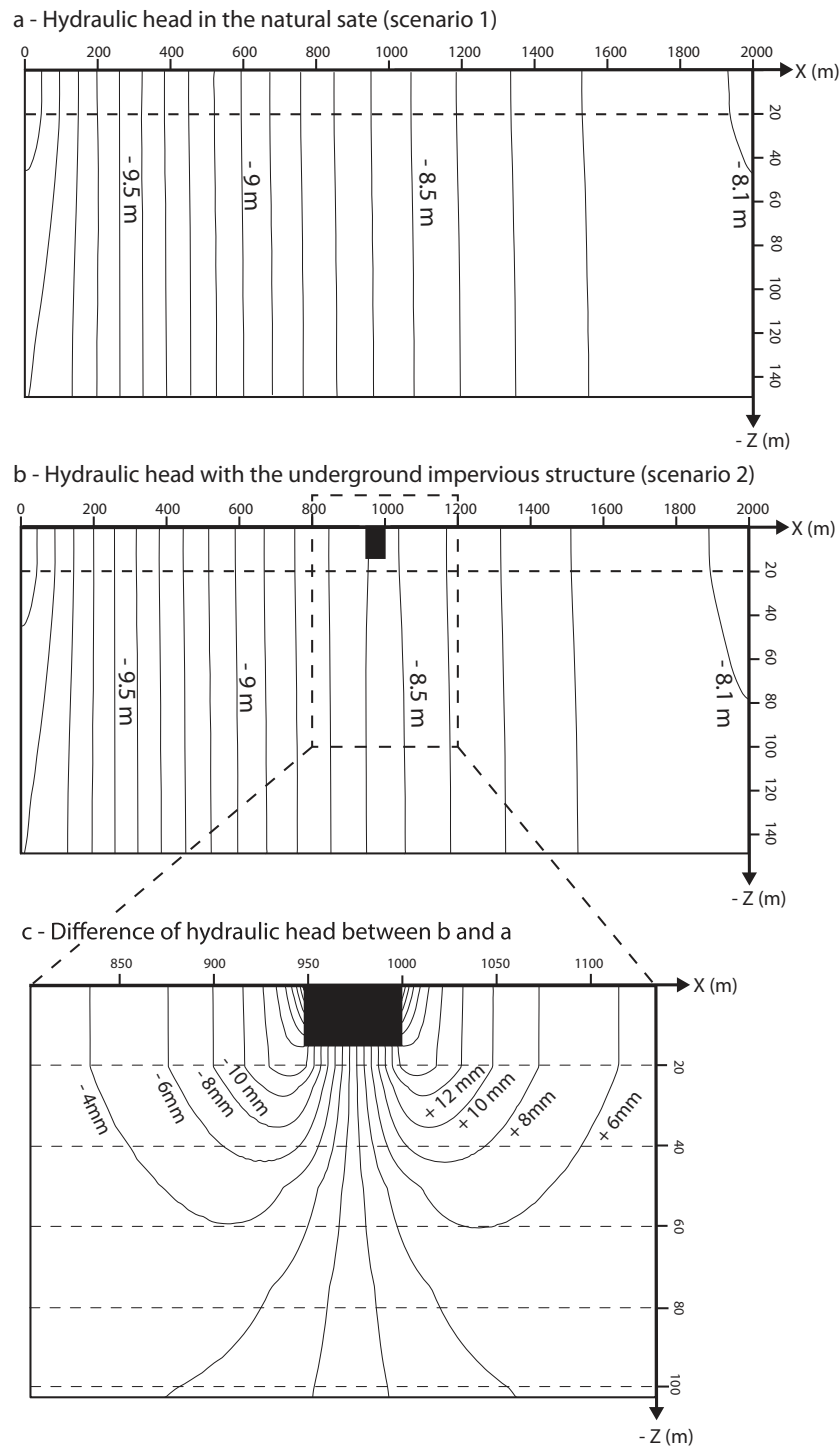 a - Hydraulic head in the natural sate (scenario 1)
0 200 400 600 800 1000 1200 1400 1600 1800 2000
X (m)
20
40
60
80
100
120
140
- 9.5 m
- 9 m
- 8.5 m
- 8.1 m
- Z (m)
b - Hydraulic head with the underground impervious structure (scenario 2)
0 200 400 600 800 1000 1200 1400 1600 1800 2000
X (m)
20
40
60
80
100
120
140
- 9.5 m
- 9 m
- 8.5 m
- 8.1 m
- Z (m)
c - Difference of hydraulic head between b and a
850 900 950 1000 1050 1100
X (m)
20
40
60
80
100
- 4mm
- 6mm
- 8mm
- 10 mm
+ 12 mm
+ 10 mm
+ 8mm
+ 6mm
- Z (m)